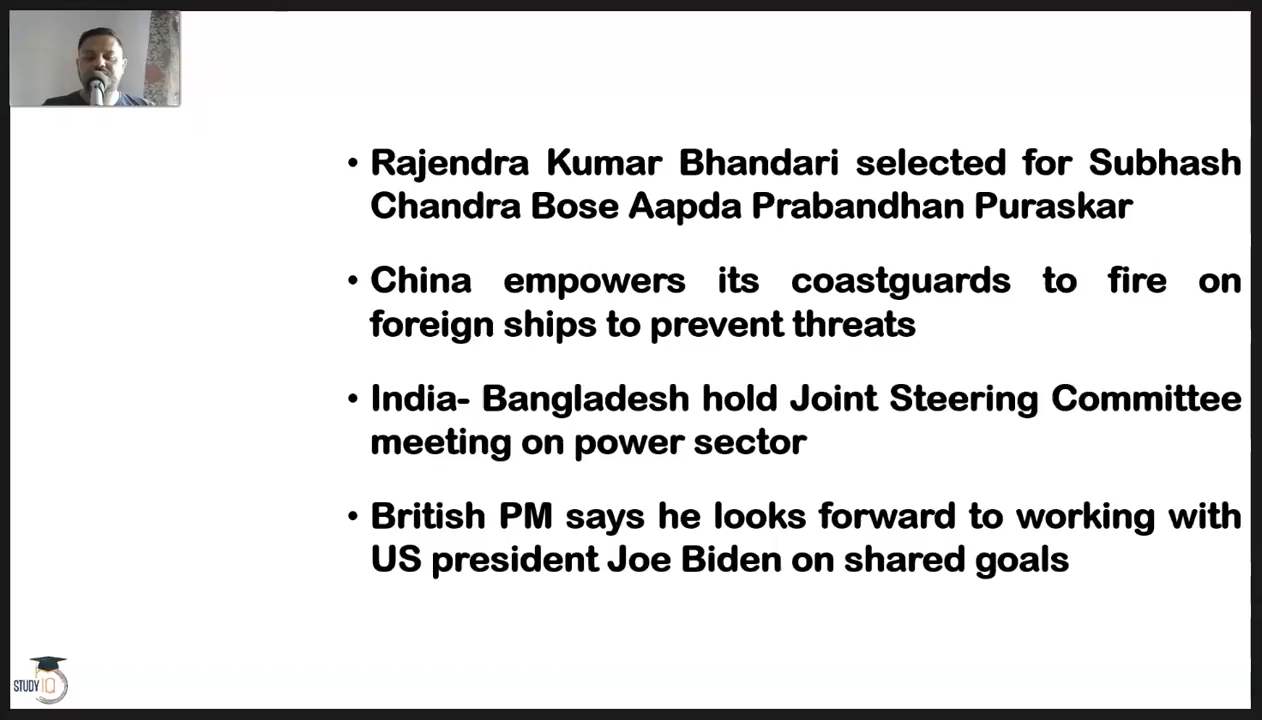 • Rajendra Kumar Bhandari selected for Subhash
Chandra Bose Aapda Prabandhan Puraskar
• China empowers its coastguards to fire on
foreign ships to prevent threats
• India- Bangladesh hold Joint Steering Committee
meeting on power sector
• British PM says he looks forward to working with
US president Joe Biden on shared goals
STUDY IQ